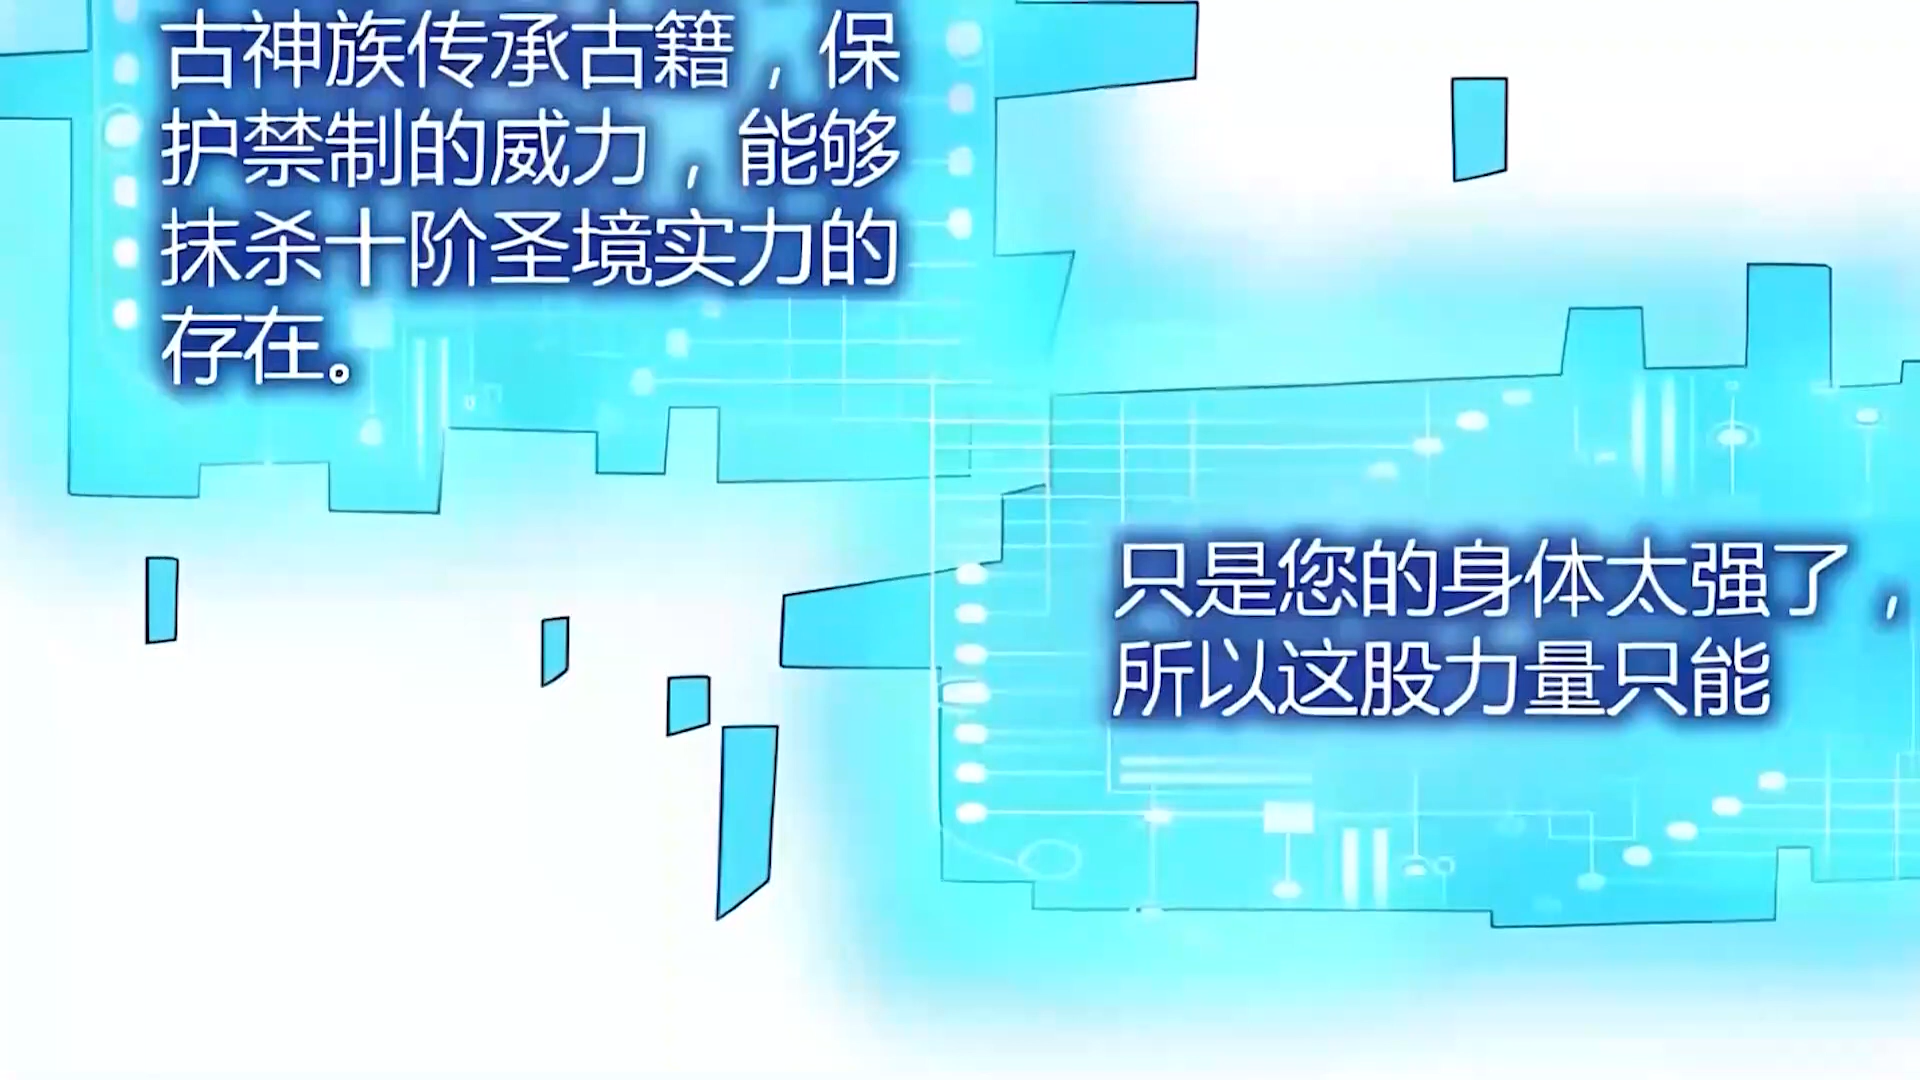 古神族传承古籍，保
护禁制的威力，能够
抹杀十阶圣境实力的
存在。
只是您的身体太强了，
所以这股力量只能